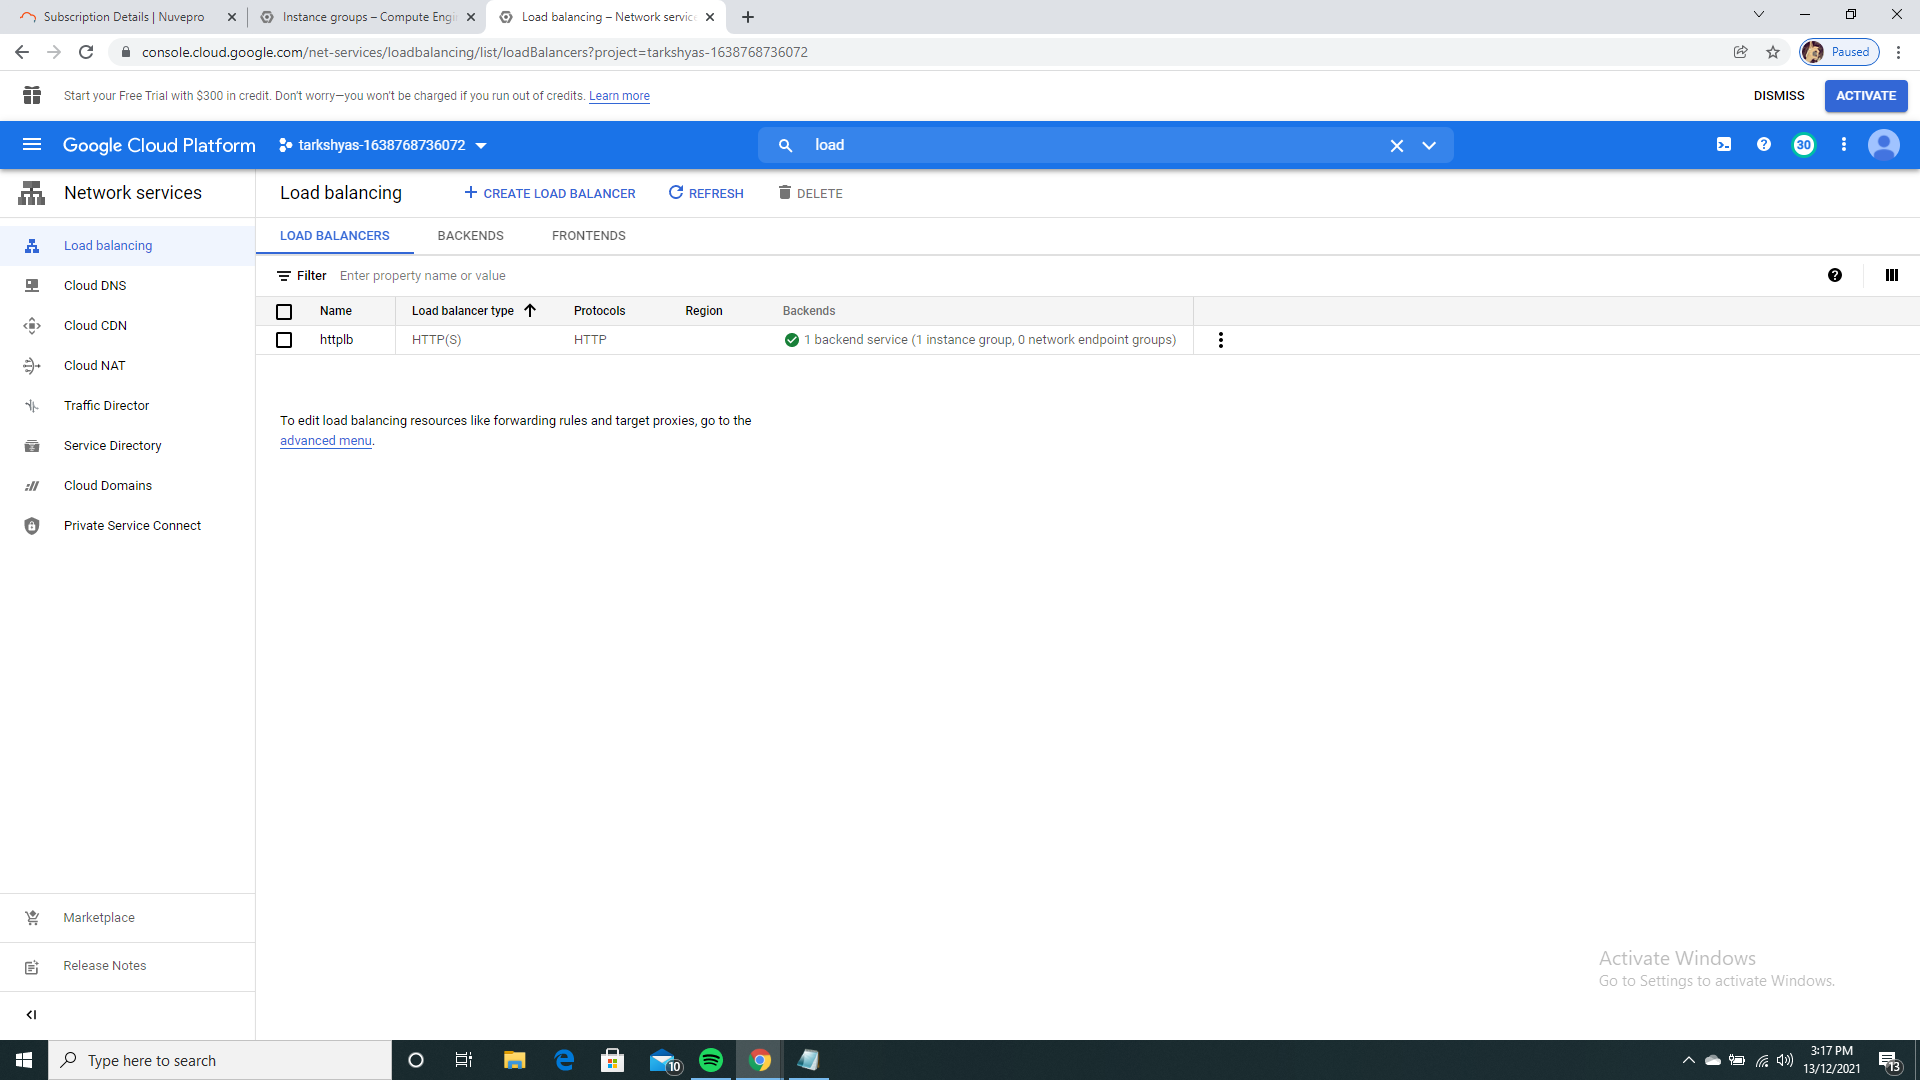 Subscription Details | Nuvepro
Instance groups – Compute Engi
Load balancing – Network servic
console.cloud.google.com/net-services/loadbalancing/list/loadBalancers?project=tarkshyas-1638768736072
Paused
Start your Free Trial with $300 in credit. Don't worry—you won't be charged if you run out of credits. Learn more
DISMISS
ACTIVATE
Google Cloud Platform
tarkshyas-1638768736072
load
30
Network services
Load balancing
CREATE LOAD BALANCER
REFRESH
DELETE
Load balancing
Cloud DNS
Cloud CDN
Cloud NAT
Traffic Director
Service Directory
Cloud Domains
Private Service Connect
Marketplace
Release Notes
LOAD BALANCERS
BACKENDS
FRONTENDS
Filter Enter property name or value
Name Load balancer type Protocols Region Backends
httplb HTTP(S) HTTP 1 backend service (1 instance group, 0 network endpoint groups)
To edit load balancing resources like forwarding rules and target proxies, go to the
advanced menu.
Activate Windows
Go to Settings to activate Windows.
Type here to search
10
3:17 PM
13/12/2021
13